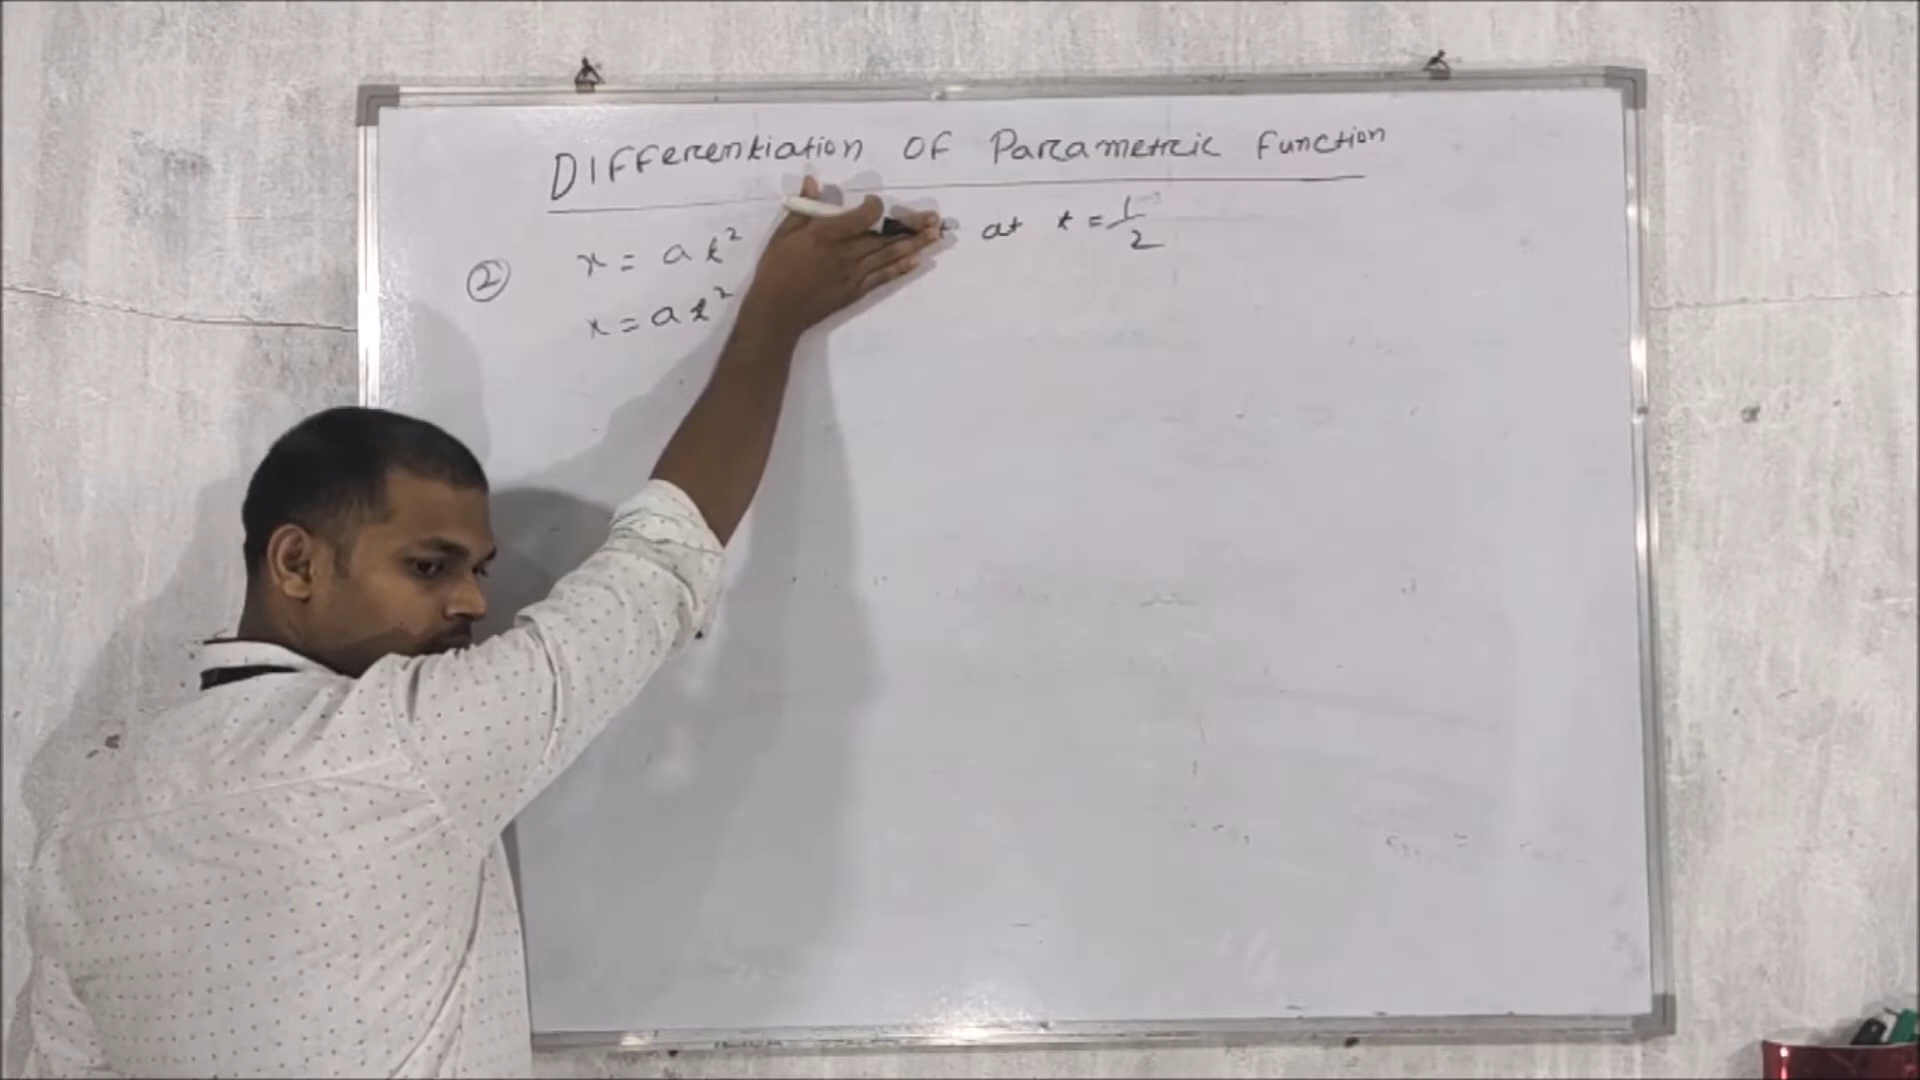 Differentiation of Parametric Function
② x = at² t at t = 1/2
x = at²